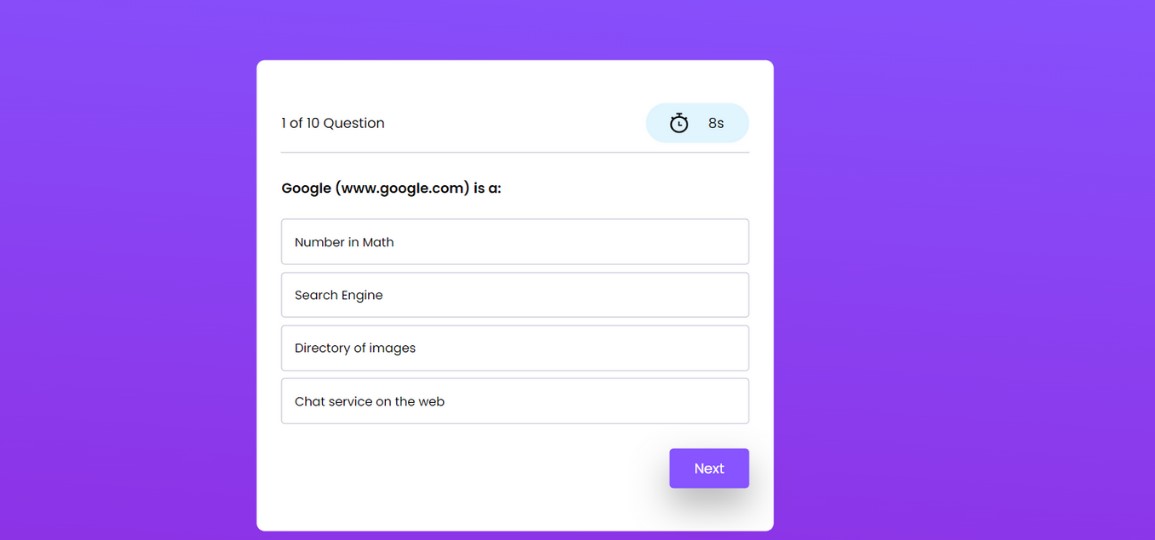 1 of 10 Question
8s
Google (www.google.com) is a:
Number in Math
Search Engine
Directory of images
Chat service on the web
Next